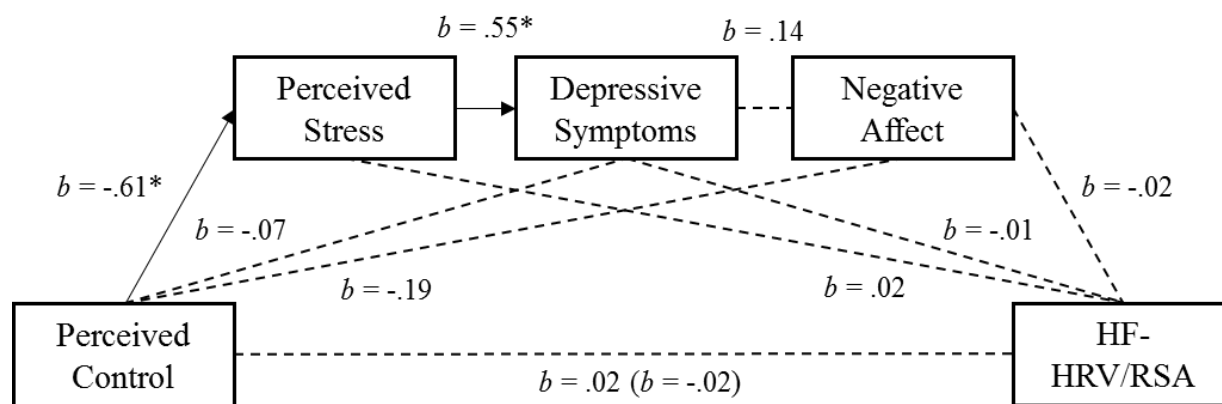 b = .55*
b = .14
Perceived
Stress
Depressive
Symptoms
Negative
Affect
b = -.61*
b = -.02
b = -.07
b = -.01
b = -.19
b = .02
Perceived
Control
HF-
HRV/RSA
b = .02 (b = -.02)